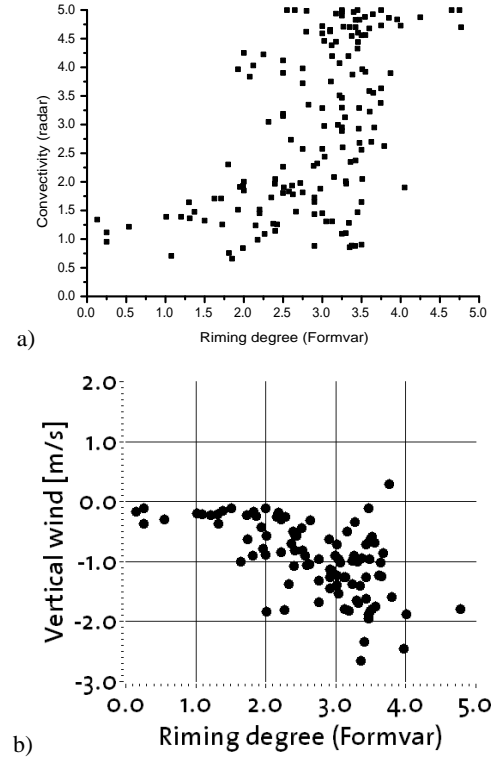 5.0
4.5
4.0
3.5
3.0
2.5
2.0
1.5
1.0
0.5
0.0
Convectivity (radar)
0.0 0.5 1.0 1.5 2.0 2.5 3.0 3.5 4.0 4.5 5.0
Riming degree (Formvar)
a)
2.0
1.0
0.0
-1.0
-2.0
-3.0
Vertical wind [m/s]
0.0 1.0 2.0 3.0 4.0 5.0
Riming degree (Formvar)
b)